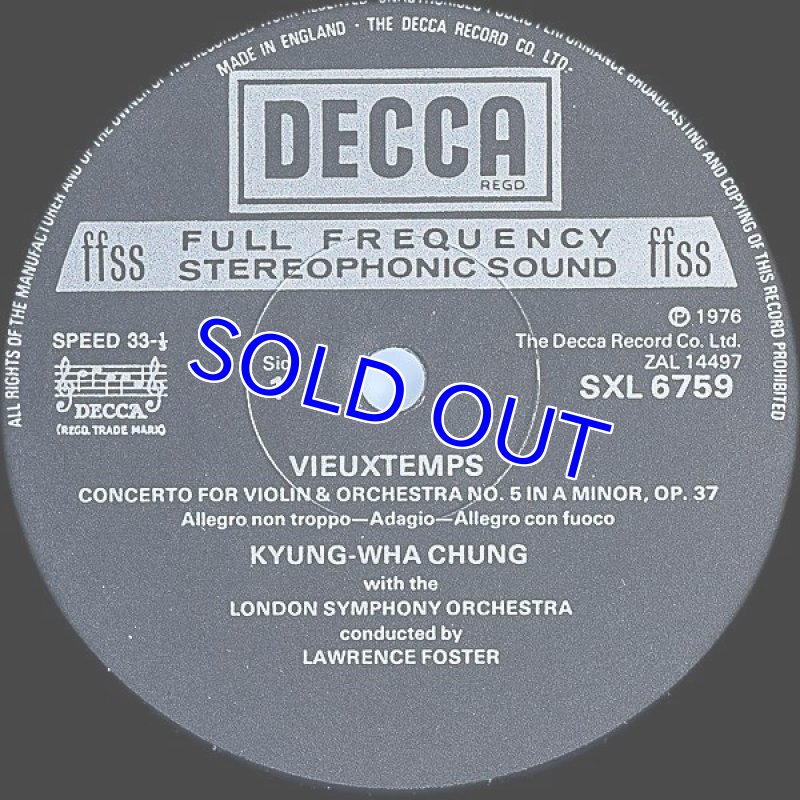 ALL RIGHTS OF THE MANUFACTURER AND OF THE OWNER OF THE RECORDED WORK RESERVED · UNAUTHORISED PUBLIC PERFORMANCE BROADCASTING AND COPYING OF THIS RECORD PROHIBITED
MADE IN ENGLAND · THE DECCA RECORD CO. LTD.
DECCA
REGD.
ffss FULL FREQUENCY STEREOPHONIC SOUND ffss
SPEED 33-⅓
DECCA
(REGD. TRADE MARK)
℗ 1976
The Decca Record Co. Ltd.
ZAL 14497
SXL 6759
SOLD OUT
VIEUXTEMPS
CONCERTO FOR VIOLIN & ORCHESTRA NO. 5 IN A MINOR, OP. 37
Allegro non troppo—Adagio—Allegro con fuoco
KYUNG-WHA CHUNG
with the
LONDON SYMPHONY ORCHESTRA
conducted by
LAWRENCE FOSTER